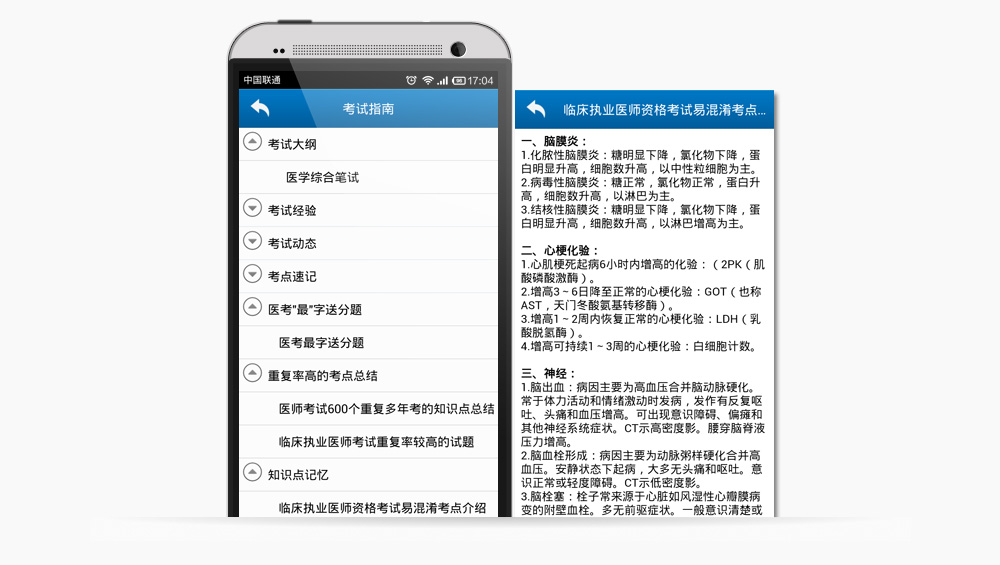 中国联通
17:04
考试指南
考试大纲
医学综合笔试
考试经验
考试动态
考点速记
医考"最"字送分题
医考最字送分题
重复率高的考点总结
医师考试600个重复多年考的知识点总结
临床执业医师考试重复率较高的试题
知识点记忆
临床执业医师资格考试易混淆考点介绍
临床执业医师资格考试易混淆考点...
一、脑膜炎：
1.化脓性脑膜炎：糖明显下降，氯化物下降，蛋
白明显升高，细胞数升高，以中性粒细胞为主。
2.病毒性脑膜炎：糖正常，氯化物正常，蛋白升
高，细胞数升高，以淋巴为主。
3.结核性脑膜炎：糖明显下降，氯化物下降，蛋
白明显升高，细胞数升高，以淋巴增高为主。
二、心梗化验：
1.心肌梗死起病6小时内增高的化验：（2PK（肌
酸磷酸激酶）。
2.增高3～6日降至正常的心梗化验：GOT（也称
AST，天门冬酸氨基转移酶）。
3.增高1～2周内恢复正常的心梗化验：LDH（乳
酸脱氢酶）。
4.增高可持续1～3周的心梗化验：白细胞计数。
三、神经：
1.脑出血：病因主要为高血压合并脑动脉硬化。
常于体力活动和情绪激动时发病，发作有反复呕
吐、头痛和血压增高。可出现意识障碍、偏瘫和
其他神经系统症状。CT示高密度影。腰穿脑脊液
压力增高。
2.脑血栓形成：病因主要为动脉粥样硬化合并高
血压。安静状态下起病，大多无头痛和呕吐。意
识正常或轻度障碍。CT示低密度影。
3.脑栓塞：栓子常来源于心脏如风湿性心瓣膜病
变的附壁血栓。多无前驱症状。一般意识清楚或